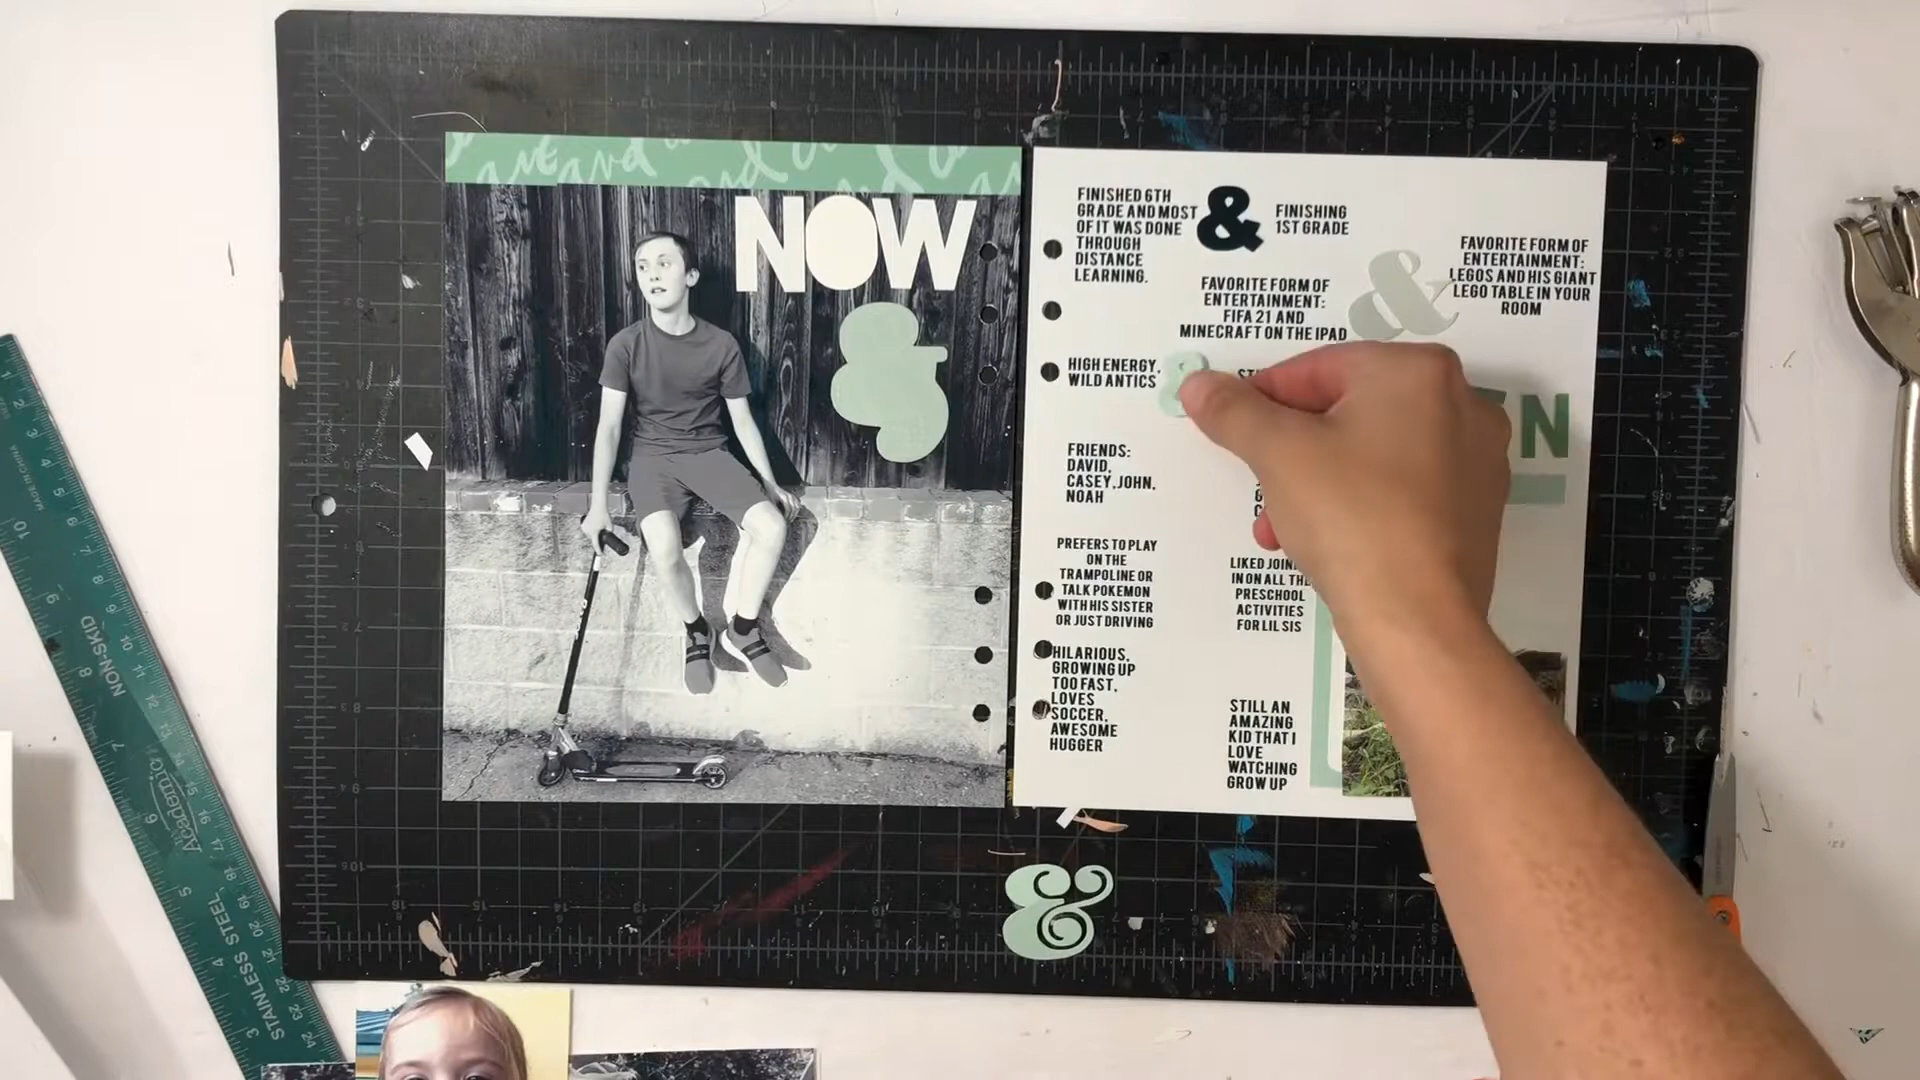 NOW
&
FINISHED 6TH
GRADE AND MOST
OF IT WAS DONE
THROUGH
DISTANCE
LEARNING.
&
FINISHING
1ST GRADE
FAVORITE FORM OF
ENTERTAINMENT:
FIFA 21 AND
MINECRAFT ON THE IPAD
&
FAVORITE FORM OF
ENTERTAINMENT:
LEGOS AND HIS GIANT
LEGO TABLE IN YOUR
ROOM
HIGH ENERGY,
WILD ANTICS
&
N
FRIENDS:
DAVID,
CASEY, JOHN,
NOAH
PREFERS TO PLAY
ON THE
TRAMPOLINE OR
TALK POKEMON
WITH HIS SISTER
OR JUST DRIVING
IN ON ALL THE
PRESCHOOL
ACTIVITIES
FOR LIL SIS
HILARIOUS,
GROWING UP
TOO FAST,
LOVES
SOCCER,
AWESOME
HUGGER
STILL AN
AMAZING
KID THAT I
LOVE
WATCHING
GROW UP
&
NON-SKID
Academic
STAINLESS STEEL
MADE IN CHINA